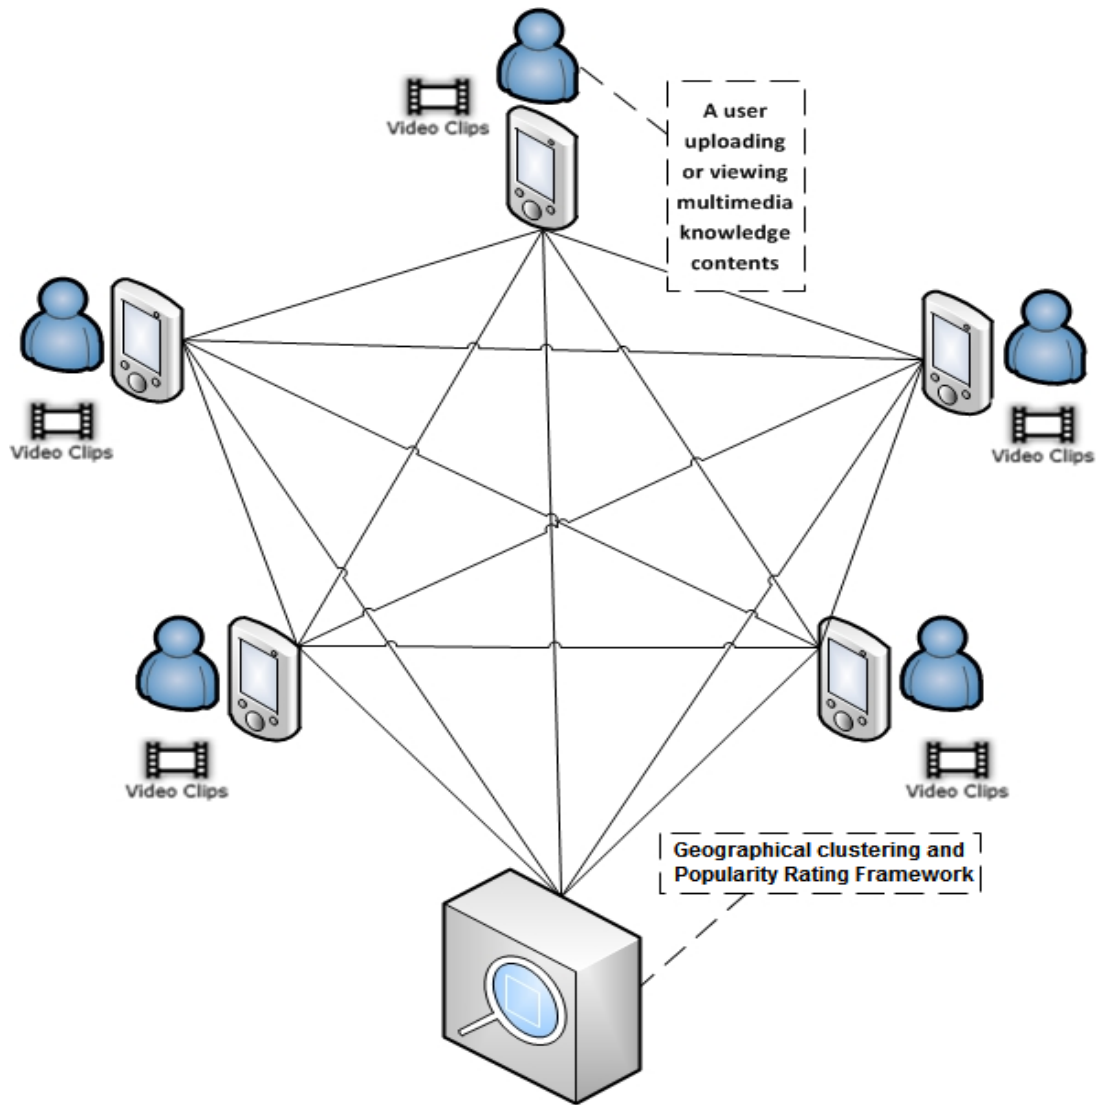 Video Clips
A user
uploading
or viewing
multimedia
knowledge
contents
Video Clips
Video Clips
Video Clips
Video Clips
Geographical clustering and
Popularity Rating Framework